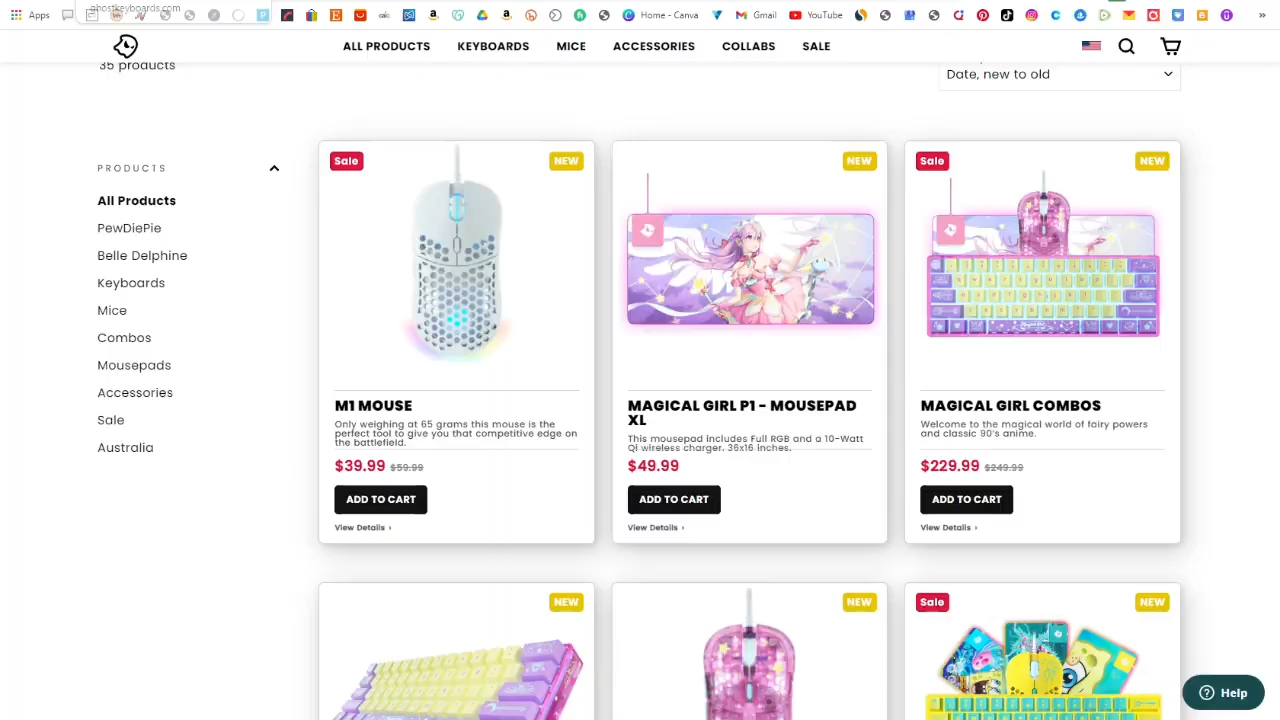 ghostkeyboards.com
Apps
Home - Canva
Gmail
YouTube
»
ALL PRODUCTS
KEYBOARDS
MICE
ACCESSORIES
COLLABS
SALE
35 products
Date, new to old
PRODUCTS
All Products
PewDiePie
Belle Delphine
Keyboards
Mice
Combos
Mousepads
Accessories
Sale
Australia
Sale
NEW
M1 MOUSE
Only weighing at 65 grams this mouse is the
perfect tool to give you that competitive edge on
the battlefield.
$39.99 $59.99
ADD TO CART
View Details ›
NEW
MAGICAL GIRL P1 - MOUSEPAD
XL
This mousepad includes Full RGB and a 10-Watt
Qi wireless charger. 36x16 inches.
$49.99
ADD TO CART
View Details ›
Sale
NEW
MAGICAL GIRL COMBOS
Welcome to the magical world of fairy powers
and classic 90's anime.
$229.99 $249.99
ADD TO CART
View Details ›
NEW
NEW
Sale
NEW
Help